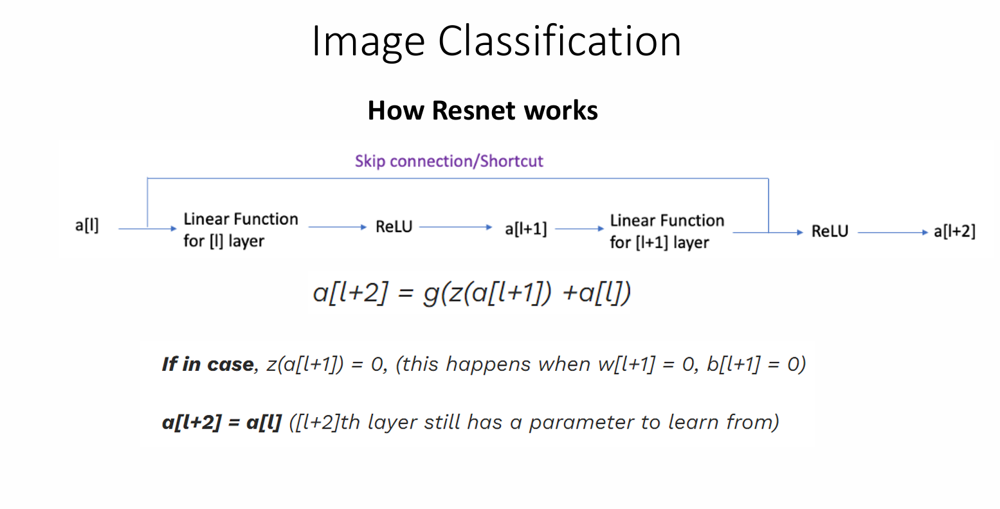 Image Classification
How Resnet works
Skip connection/Shortcut
a[l]
Linear Function
for [l] layer
ReLU
a[l+1]
Linear Function
for [l+1] layer
ReLU
a[l+2]
a[l+2] = g(z(a[l+1]) +a[l])
If in case, z(a[l+1]) = 0, (this happens when w[l+1] = 0, b[l+1] = 0)
a[l+2] = a[l] ([l+2]th layer still has a parameter to learn from)